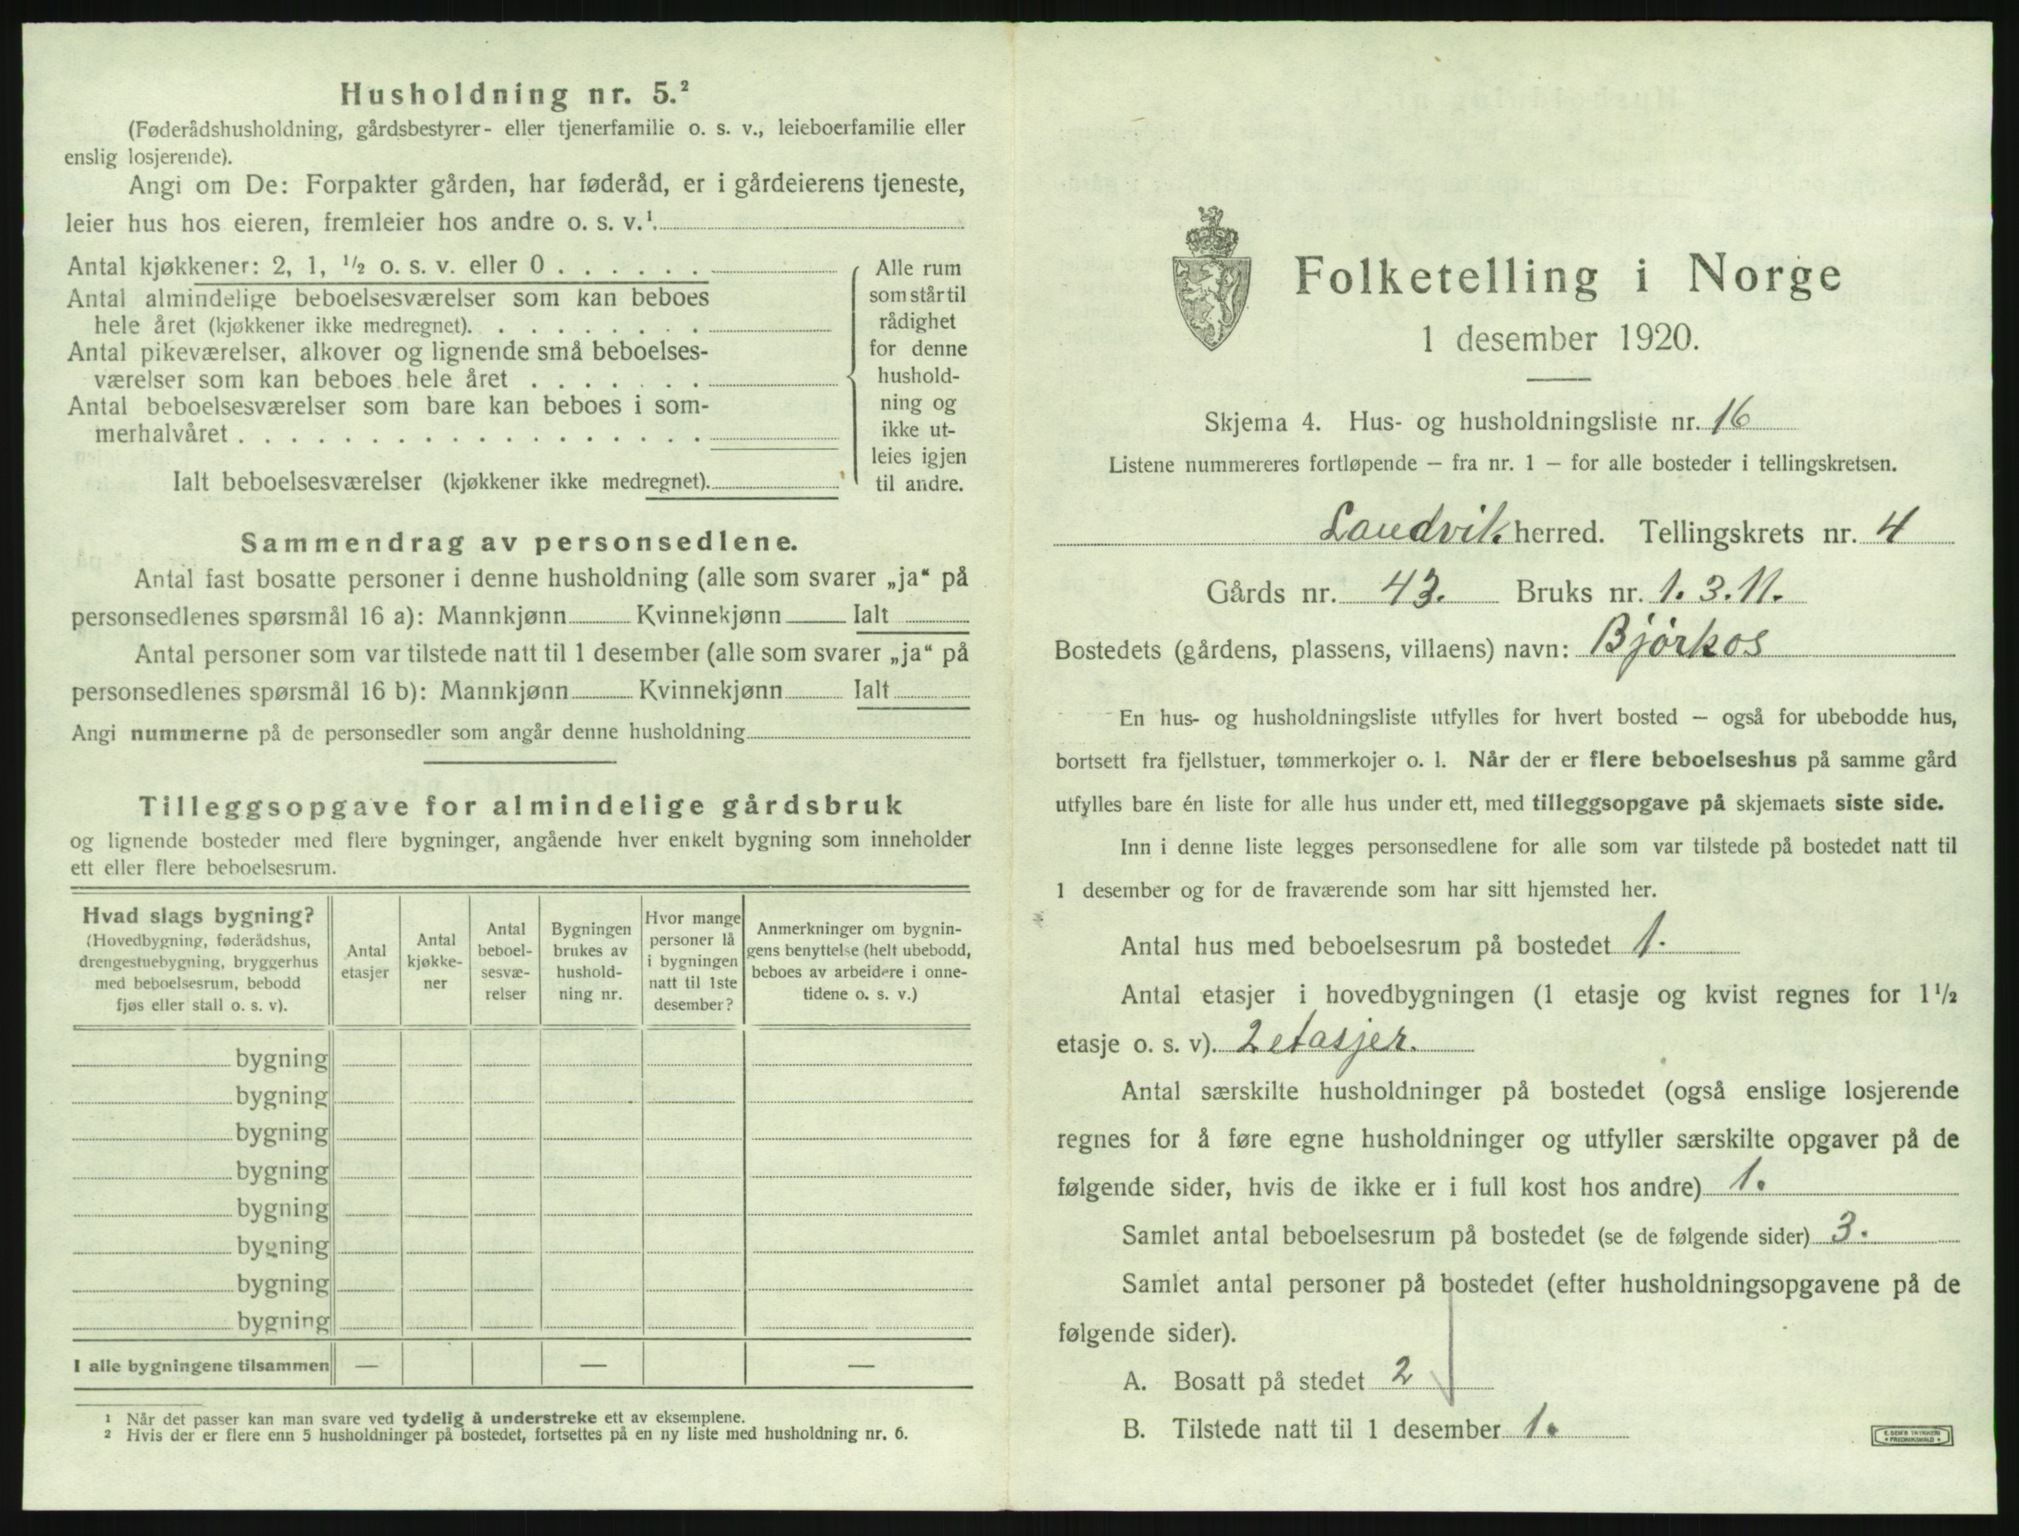 Husholdning nr. 5.²
(Føderådshusholdning, gårdsbestyrer- eller tjenerfamilie o. s. v., leieboerfamilie eller
enslig losjerende).
Angi om De: Forpakter gården, har føderåd, er i gårdeierens tjeneste,
leier hus hos eieren, fremleier hos andre o. s. v.¹
Antal kjøkkener: 2, 1, ½ o. s. v. eller 0 . . . . . .
Antal almindelige beboelsesværelser som kan beboes
hele året (kjøkkener ikke medregnet). . . . . . . . .
Antal pikeværelser, alkover og lignende små beboelses-
værelser som kan beboes hele året . . . . . . .
Antal beboelsesværelser som bare kan beboes i som-
merhalvåret . . . . . . . . . . . . . . . . . .
Ialt beboelsesværelser (kjøkkener ikke medregnet).
Alle rum
som står til
rådighet
for denne
hushold-
ning og
ikke ut-
leies igjen
til andre.
Sammendrag av personsedlene.
Antal fast bosatte personer i denne husholdning (alle som svarer „ja“ på
personsedlenes spørsmål 16 a): Mannkjønn Kvinnekjønn Ialt
Antal personer som var tilstede natt til 1 desember (alle som svarer „ja“ på
personsedlenes spørsmål 16 b): Mannkjønn Kvinnekjønn Ialt
Angi nummerne på de personsedler som angår denne husholdning
Tilleggsopgave for almindelige gårdsbruk
og lignende bosteder med flere bygninger, angående hver enkelt bygning som inneholder
ett eller flere beboelsesrum.
Hvad slags bygning?
(Hovedbygning, føderådshus,
drengestuebygning, bryggerhus
med beboelsesrum, bebodd
fjøs eller stall o. s. v).
Antal
etasjer
Antal
kjøkke-
ner
Antal
beboel-
sesvæ-
relser
Bygningen
brukes av
hushold-
ning nr.
Hvor mange
personer lå
i bygningen
natt til 1ste
desember?
Anmerkninger om bygnin-
gens benyttelse (helt ubebodd,
beboes av arbeidere i onne-
tidene o. s. v.)
bygning
bygning
bygning
bygning
bygning
bygning
bygning
bygning
I alle bygningene tilsammen — — —
¹ Når det passer kan man svare ved tydelig å understreke ett av eksemplene.
² Hvis der er flere enn 5 husholdninger på bostedet, fortsettes på en ny liste med husholdning nr. 6.
Folketelling i Norge
1 desember 1920.
Skjema 4. Hus- og husholdningsliste nr. 16
Listene nummereres fortløpende – fra nr. 1 – for alle bosteder i tellingskretsen.
Landvik herred. Tellingskrets nr. 4
Gårds nr. 43. Bruks nr. 1. 3. 11.
Bostedets (gårdens, plassens, villaens) navn: Bjørkos
En hus- og husholdningsliste utfylles for hvert bosted – også for ubebodde hus,
bortsett fra fjellstuer, tømmerkojer o. l. Når der er flere beboelseshus på samme gård
utfylles bare én liste for alle hus under ett, med tilleggsopgave på skjemaets siste side.
Inn i denne liste legges personsedlene for alle som var tilstede på bostedet natt til
1 desember og for de fraværende som har sitt hjemsted her.
Antal hus med beboelsesrum på bostedet 1.
Antal etasjer i hovedbygningen (1 etasje og kvist regnes for 1½
etasje o. s. v). 2 etasjer.
Antal særskilte husholdninger på bostedet (også enslige losjerende
regnes for å føre egne husholdninger og utfyller særskilte opgaver på de
følgende sider, hvis de ikke er i full kost hos andre) 1.
Samlet antal beboelsesrum på bostedet (se de følgende sider) 3.
Samlet antal personer på bostedet (efter husholdningsopgavene på de
følgende sider).
A. Bosatt på stedet 2
B. Tilstede natt til 1 desember 1.